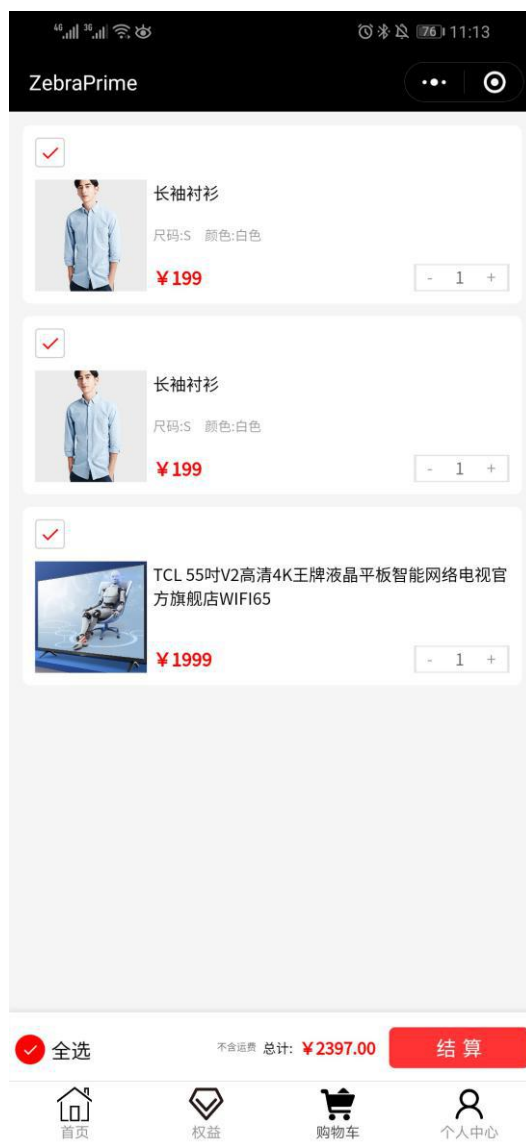 4G 3G 76 11:13
ZebraPrime
长袖衬衫
尺码:S 颜色:白色
￥199
- 1 +
长袖衬衫
尺码:S 颜色:白色
￥199
- 1 +
TCL 55吋V2高清4K王牌液晶平板智能网络电视官
方旗舰店WIFI65
￥1999
- 1 +
全选 不含运费 总计: ￥2397.00 结 算
首页 权益 购物车 个人中心